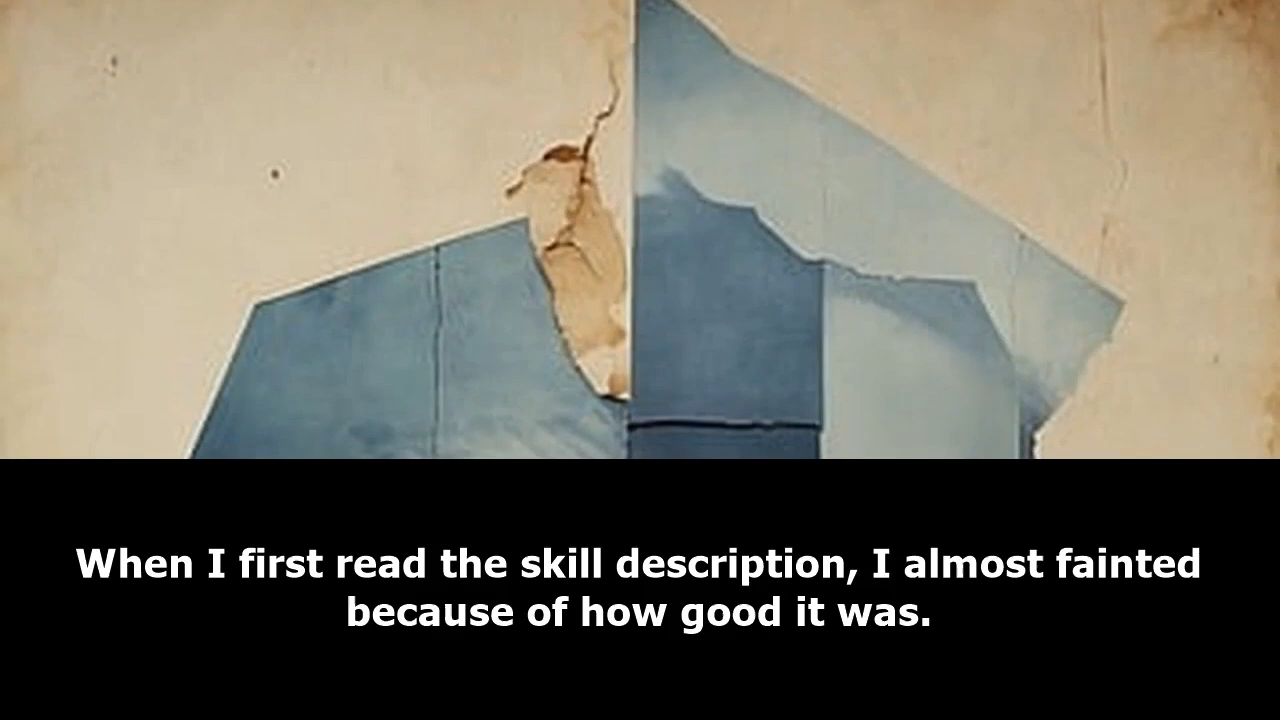 When I first read the skill description, I almost fainted
because of how good it was.